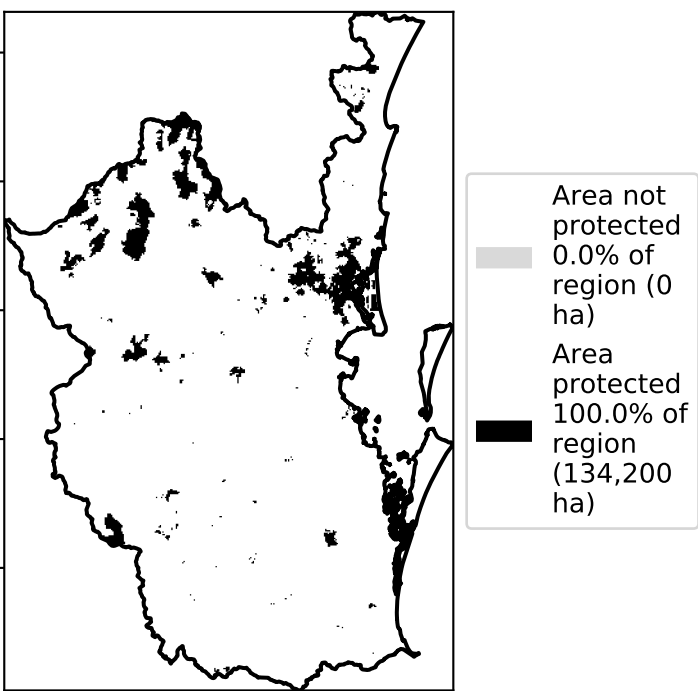 Area not
protected
0.0% of
region (0
ha)
Area
protected
100.0% of
region
(134,200
ha)